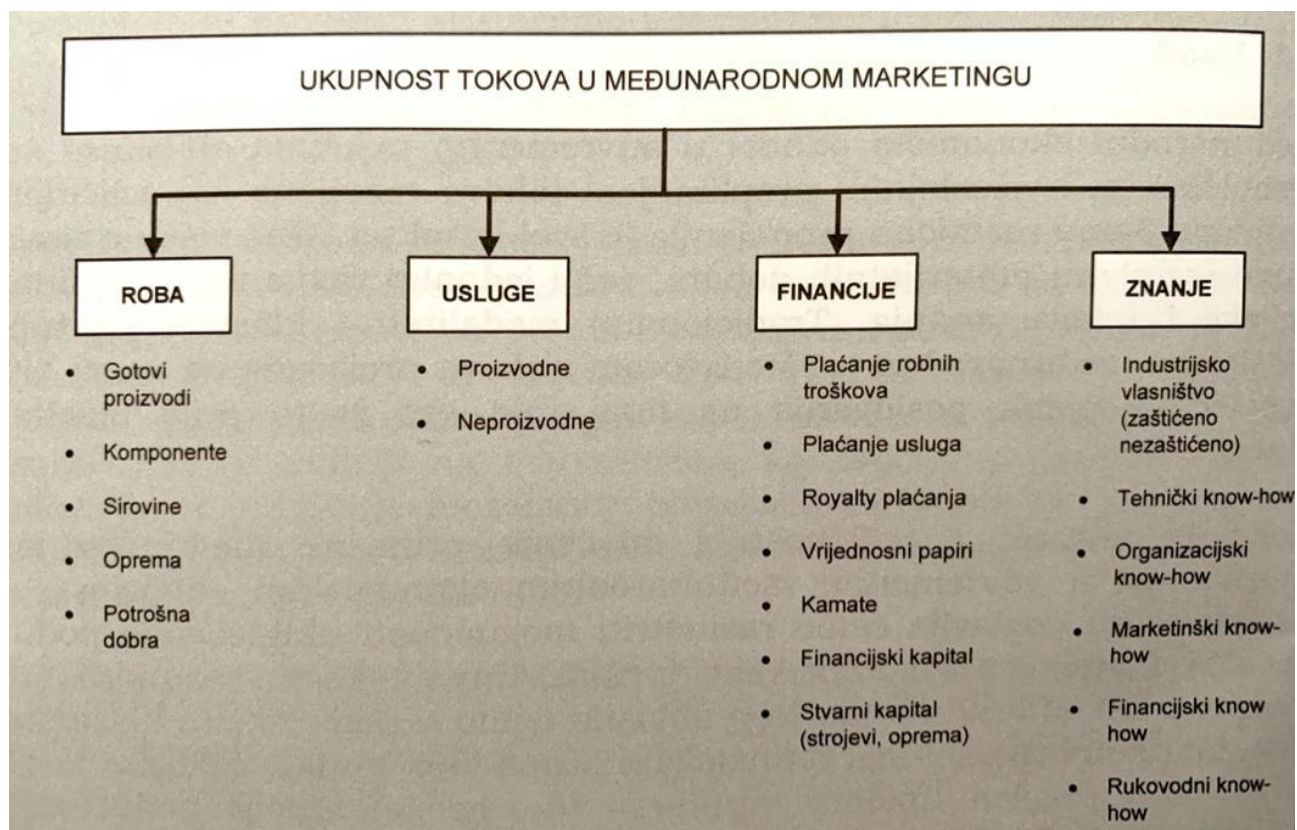 UKUPNOST TOKOVA U MEĐUNARODNOM MARKETINGU
ROBA
• Gotovi
proizvodi
• Komponente
• Sirovine
• Oprema
• Potrošna
dobra
USLUGE
• Proizvodne
• Neproizvodne
FINANCIJE
• Plaćanje robnih
troškova
• Plaćanje usluga
• Royalty plaćanja
• Vrijednosni papiri
• Kamate
• Financijski kapital
• Stvarni kapital
(strojevi, oprema)
ZNANJE
• Industrijsko
vlasništvo
(zaštićeno
nezaštićeno)
• Tehnički know-how
• Organizacijski
know-how
• Marketinški know-
how
• Financijski know
how
• Rukovodni know-
how